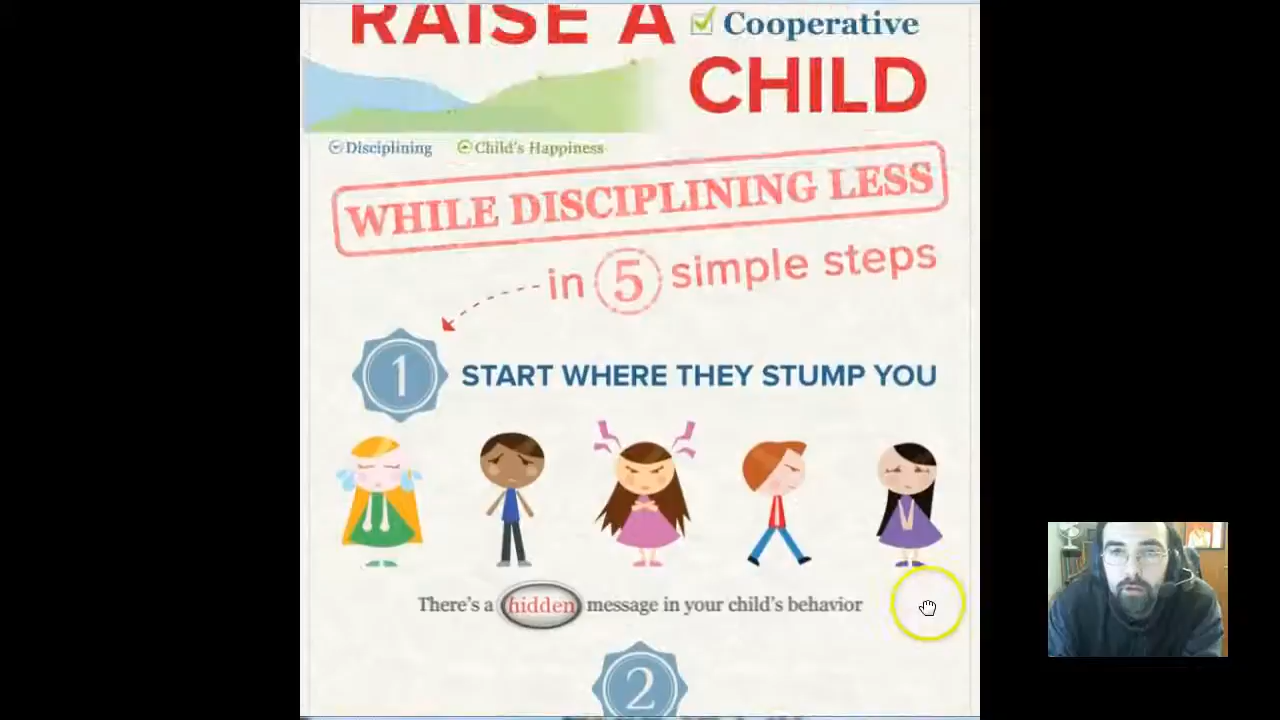 RAISE A
Cooperative
CHILD
Disciplining Child's Happiness
WHILE DISCIPLINING LESS
in 5 simple steps
1 START WHERE THEY STUMP YOU
There's a hidden message in your child's behavior
2